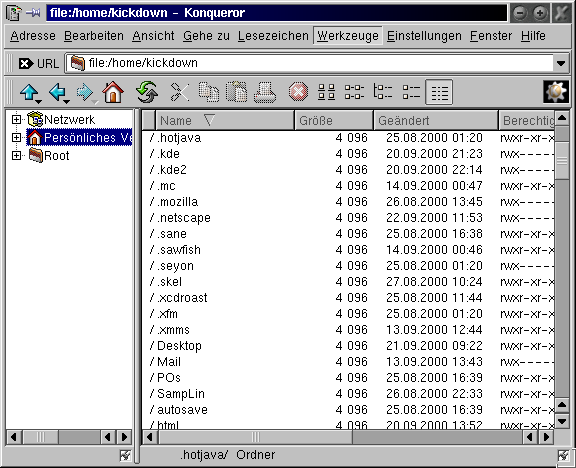 file:/home/kickdown - Konqueror
Adresse Bearbeiten Ansicht Gehe zu Lesezeichen Werkzeuge Einstellungen Fenster Hilfe
URL file:/home/kickdown
Netzwerk
Persönliches Ve
Root
Name Größe Geändert Berechtig
/ .hotjava 4 096 25.08.2000 01:20 rwxr-xr-x
/ .kde 4 096 20.09.2000 21:23 rwx-----
/ .kde2 4 096 20.09.2000 22:14 rwx-----
/ .mc 4 096 14.09.2000 00:47 rwxr-xr-x
/ .mozilla 4 096 26.08.2000 13:45 rwx-----
/ .netscape 4 096 22.09.2000 11:53 rwx-----
/ .sane 4 096 25.08.2000 16:38 rwxr-xr-x
/ .sawfish 4 096 14.09.2000 00:46 rwxr-xr-x
/ .seyon 4 096 25.08.2000 01:20 rwx-----
/ .skel 4 096 27.08.2000 10:24 rwxr-xr-x
/ .xcdroast 4 096 25.08.2000 11:44 rwxr-xr-x
/ .xfm 4 096 25.08.2000 01:20 rwxr-xr-x
/ .xmms 4 096 13.09.2000 12:44 rwxr-xr-x
/ Desktop 4 096 21.09.2000 09:22 rwxr-xr-x
/ Mail 4 096 13.09.2000 13:43 rwx-----
/ POs 4 096 25.08.2000 16:39 rwxr-xr-x
/ SampLin 4 096 26.08.2000 22:33 rwxr-xr-x
/ autosave 4 096 25.08.2000 16:39 rwxr-xr-x
/ html 4 096 20.09.2000 13:52 rwxr-xr-x
.hotjava/ Ordner